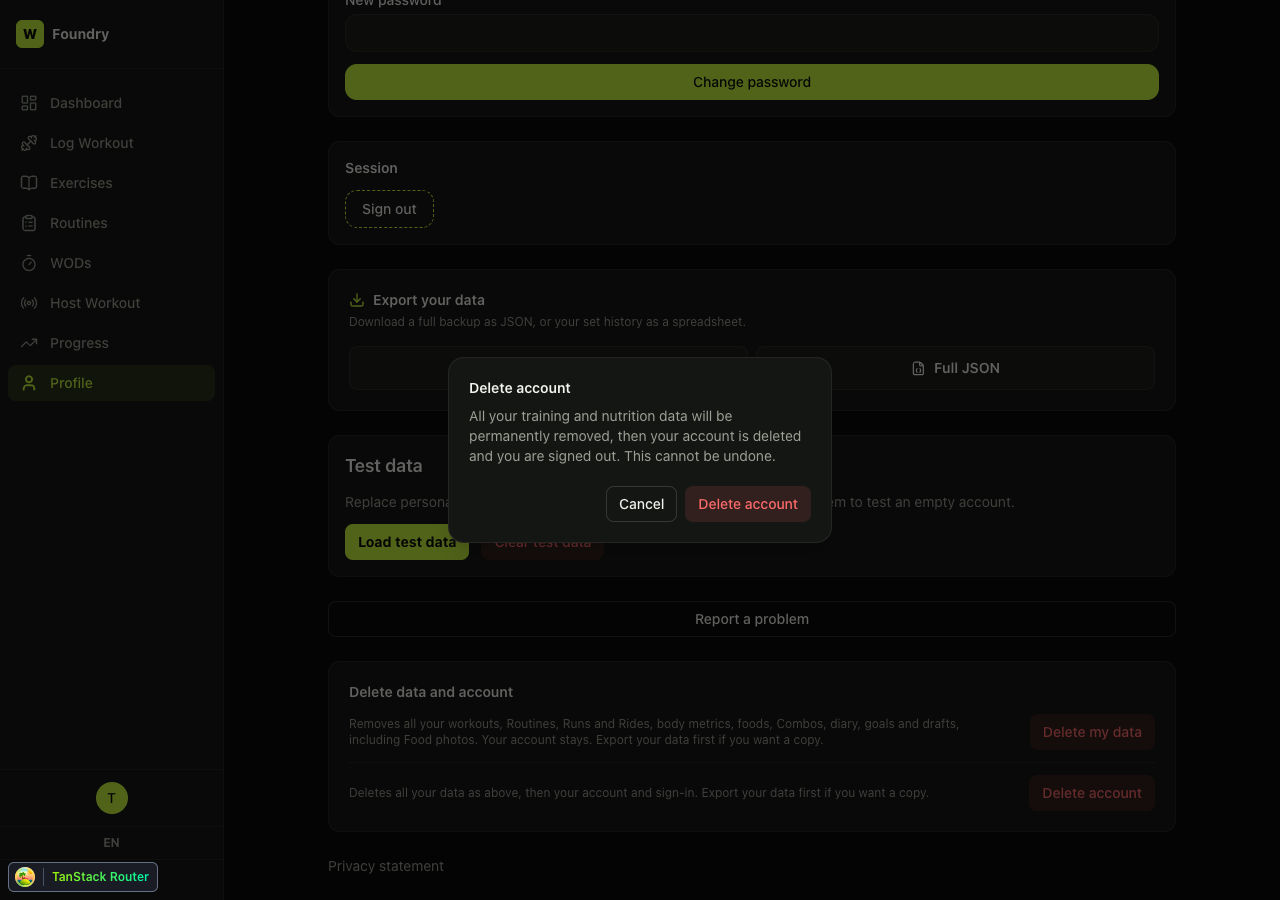 New password
W Foundry
Change password
Dashboard
Log Workout
Exercises
Routines
WODs
Host Workout
Progress
Profile
Session
Sign out
Export your data
Download a full backup as JSON, or your set history as a spreadsheet.
Full JSON
Delete account
All your training and nutrition data will be
permanently removed, then your account is deleted
and you are signed out. This cannot be undone.
Cancel
Delete account
Test data
Replace persona
em to test an empty account.
Load test data
Clear test data
Report a problem
Delete data and account
Removes all your workouts, Routines, Runs and Rides, body metrics, foods, Combos, diary, goals and drafts,
including Food photos. Your account stays. Export your data first if you want a copy.
Delete my data
Deletes all your data as above, then your account and sign-in. Export your data first if you want a copy.
Delete account
Privacy statement
T
EN
TanStack Router